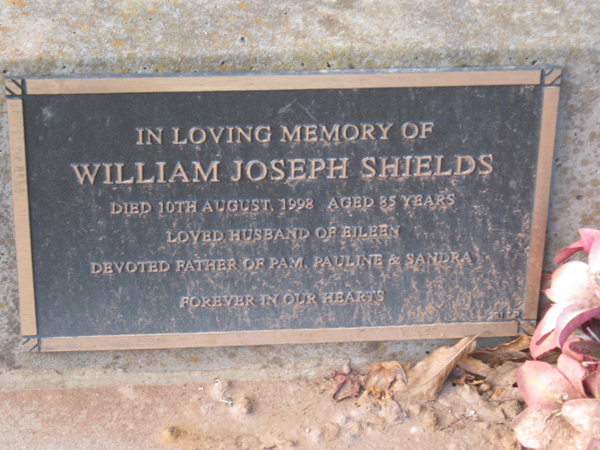 IN LOVING MEMORY OF
WILLIAM JOSEPH SHIELDS
DIED 10TH AUGUST, 1998 AGED 85 YEARS
LOVED HUSBAND OF EILEEN
DEVOTED FATHER OF PAM, PAULINE & SANDRA
FOREVER IN OUR HEARTS